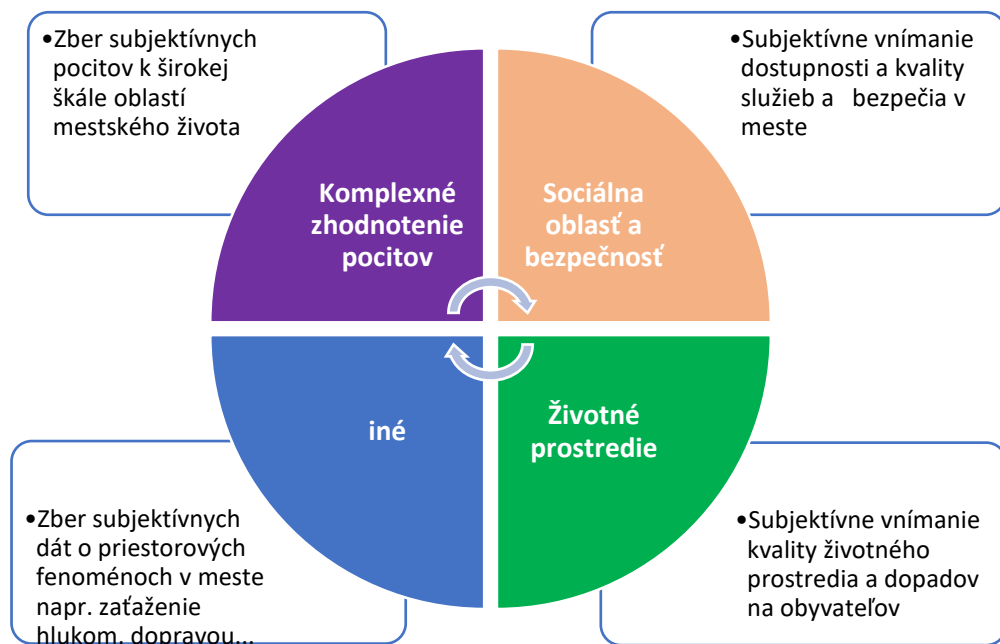 •Zber subjektívnych
pocitov k širokej
škále oblastí
mestského života
•Subjektívne vnímanie
dostupnosti a kvality
služieb a bezpečia v
meste
Komplexné
zhodnotenie
pocitov
Sociálna
oblasť a
bezpečnosť
iné
Životné
prostredie
•Zber subjektívnych
dát o priestorových
fenoménoch v meste
napr. zaťaženie
hlukom, dopravou...
•Subjektívne vnímanie
kvality životného
prostredia a dopadov
na obyvateľov